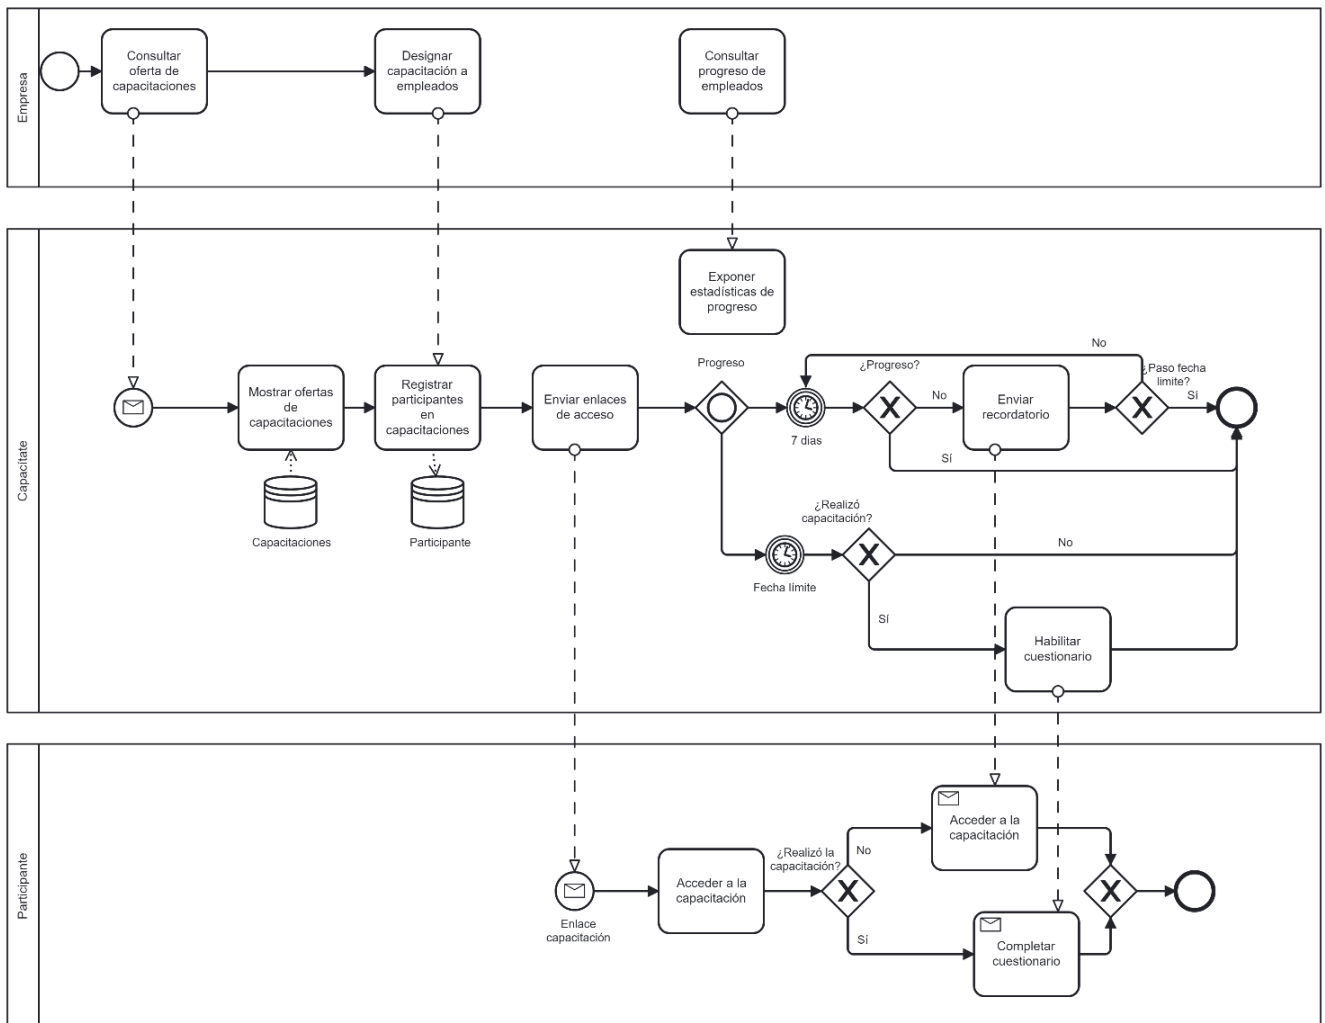 Empresa
Consultar
oferta de
capacitaciones
Designar
capacitación a
empleados
Consultar
progreso de
empleados
Capacítate
Exponer
estadísticas de
progreso
Mostrar ofertas
de
capacitaciones
Registrar
participantes
en
capacitaciones
Enviar enlaces
de acceso
Progreso
7 dias
¿Progreso?
No
Enviar
recordatorio
No
¿Paso fecha
limite?
Sí
Sí
Capacitaciones
Participante
Fecha límite
¿Realizó
capacitación?
No
Sí
Habilitar
cuestionario
Participante
Enlace
capacitación
Acceder a la
capacitación
¿Realizó la
capacitación?
No
Acceder a la
capacitación
Sí
Completar
cuestionario